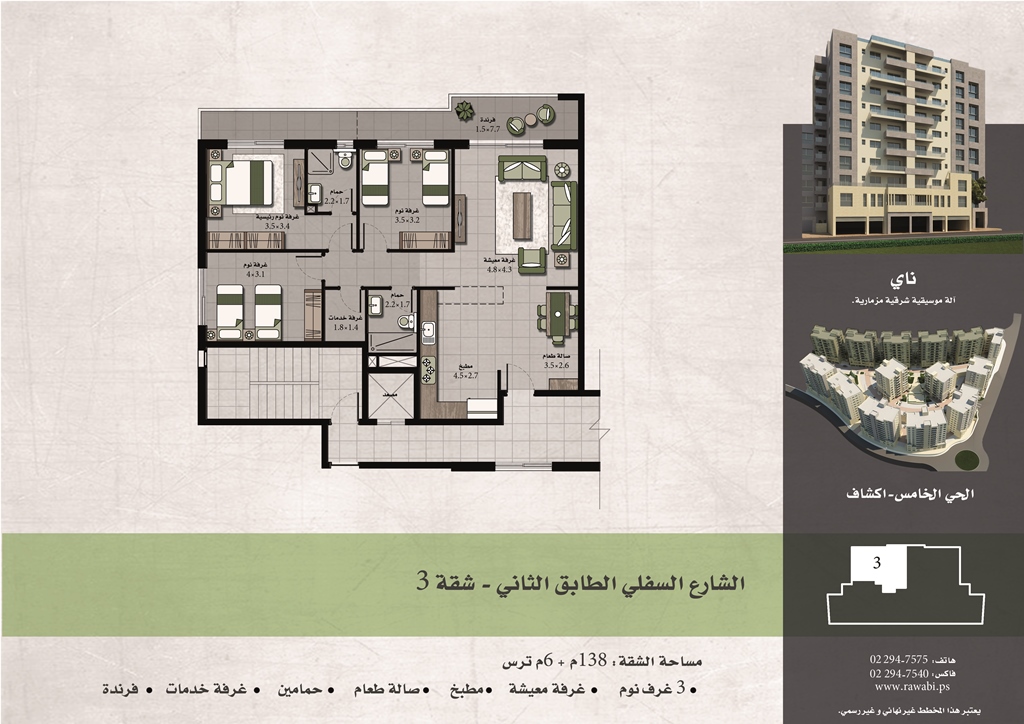 فرندة
1.5×7.7
حمام
2.2×1.7
غرفة نوم
3.5×3.2
غرفة نوم رئيسية
3.5×3.4
غرفة معيشة
4.8×4.3
غرفة نوم
4×3.1
حمام
2.2×1.7
غرفة خدمات
1.8×1.4
صالة طعام
3.5×2.6
مطبخ
4.5×2.7
مصعد
ناي
آلة موسيقية شرقية مزمارية.
الحي الخامس-اكشاف
3
الشارع السفلي الطابق الثاني - شقة 3
مساحة الشقة: 138م + 6م ترس
• 3 غرف نوم • غرفة معيشة • مطبخ • صالة طعام • حمامين • غرفة خدمات • فرندة
هاتف: 02 294-7575
فاكس: 02 294-7540
www.rawabi.ps
يعتبر هذا المخطط غير نهائي و غير رسمي.